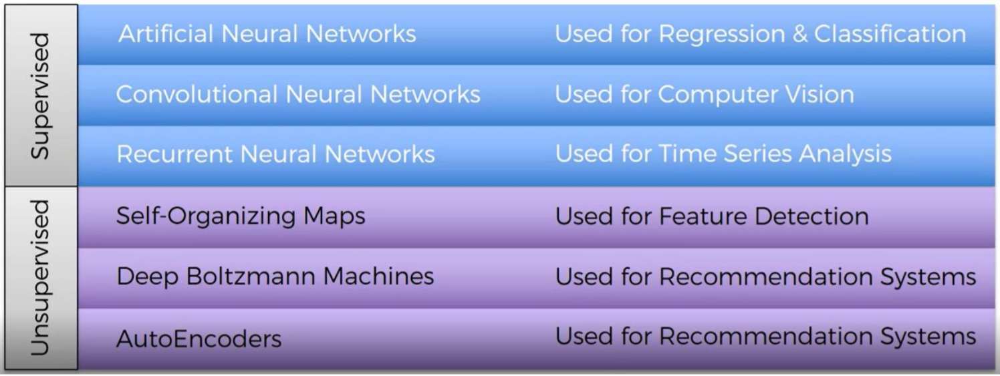 Supervised
Artificial Neural Networks Used for Regression & Classification
Convolutional Neural Networks Used for Computer Vision
Recurrent Neural Networks Used for Time Series Analysis
Unsupervised
Self-Organizing Maps Used for Feature Detection
Deep Boltzmann Machines Used for Recommendation Systems
AutoEncoders Used for Recommendation Systems